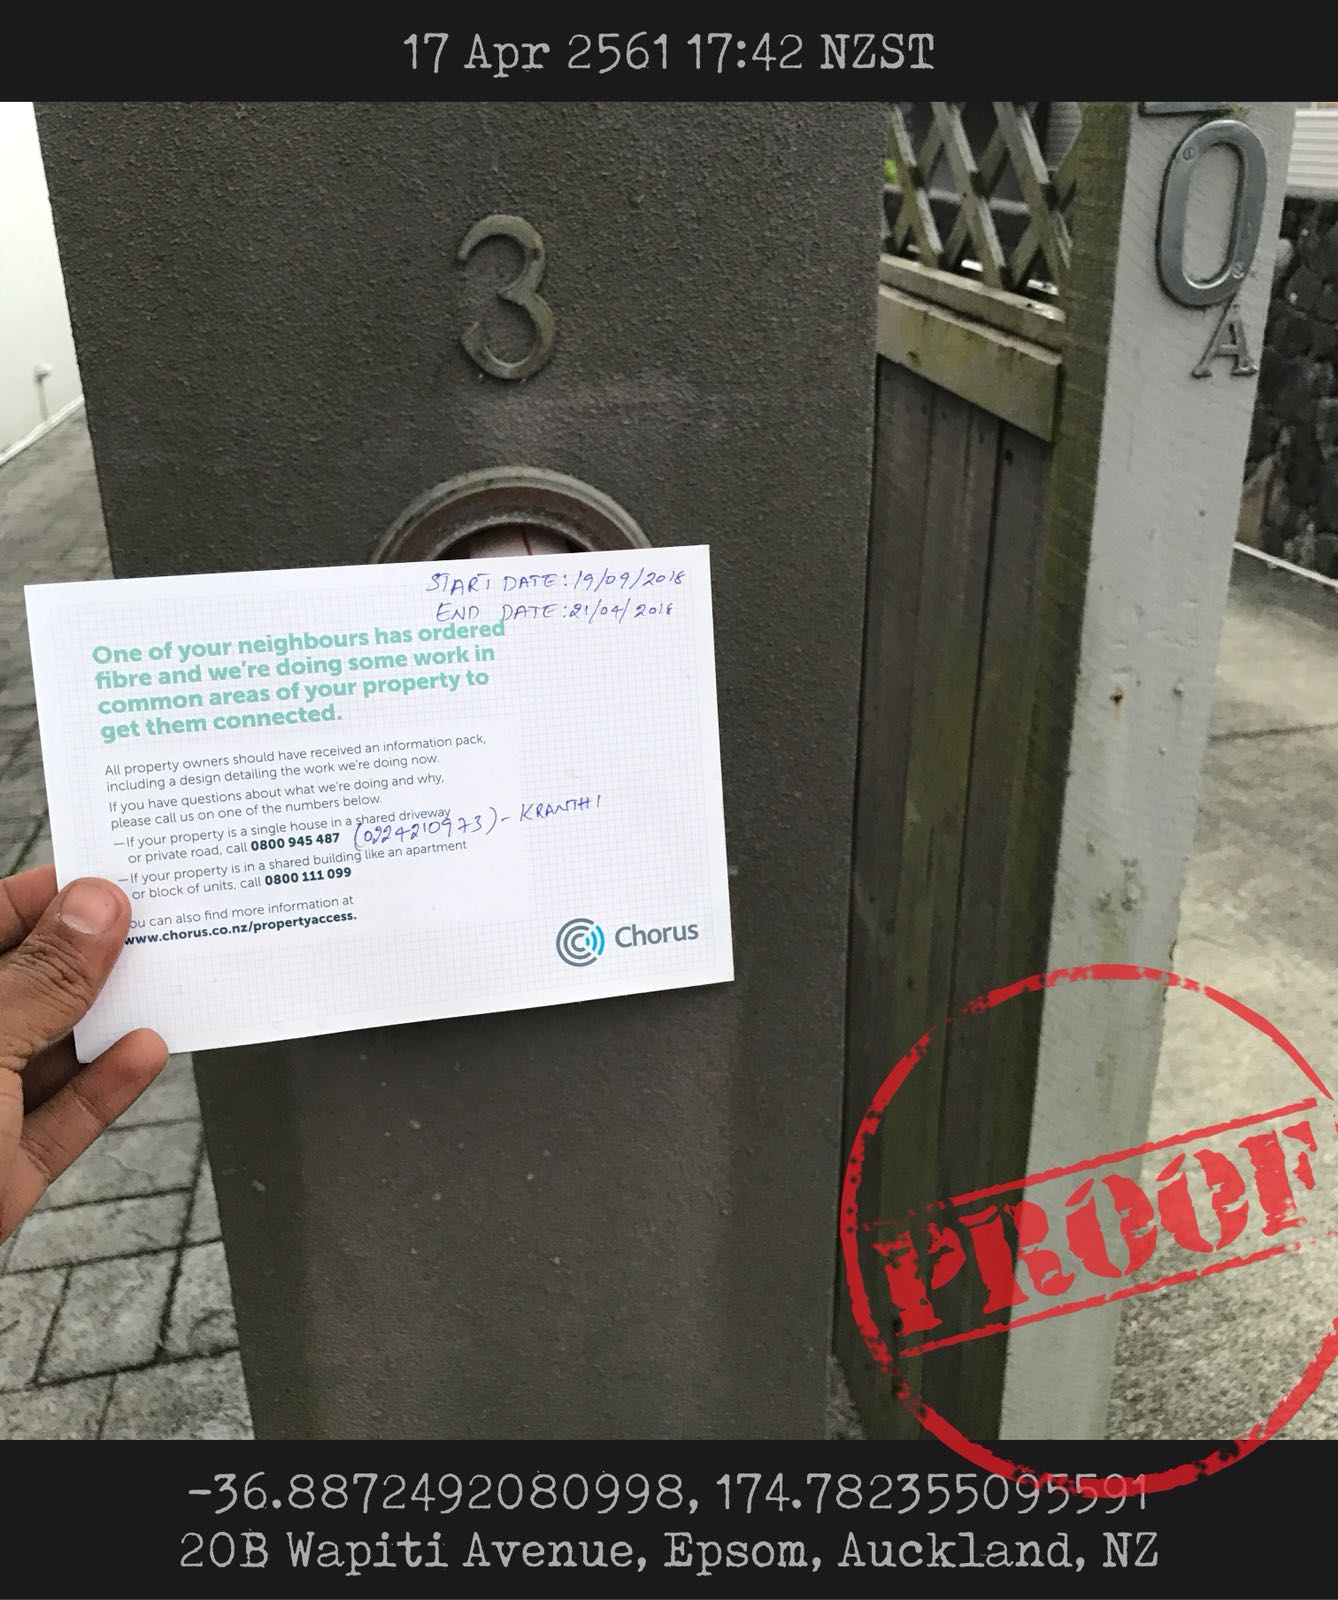 17 Apr 2561 17:42 NZST
3
0
A
START DATE: 19/09/2018
END DATE: 21/04/2018
One of your neighbours has ordered
fibre and we're doing some work in
common areas of your property to
get them connected.
All property owners should have received an information pack,
including a design detailing the work we're doing now.
If you have questions about what we're doing and why,
please call us on one of the numbers below.
—If your property is a single house in a shared driveway
or private road, call 0800 945 487 (0224210973) - KRANTHI
—If your property is in a shared building like an apartment
or block of units, call 0800 111 099
ou can also find more information at
www.chorus.co.nz/propertyaccess.
Chorus
PROOF
-36.8872492080998, 174.782355095591
20B Wapiti Avenue, Epsom, Auckland, NZ